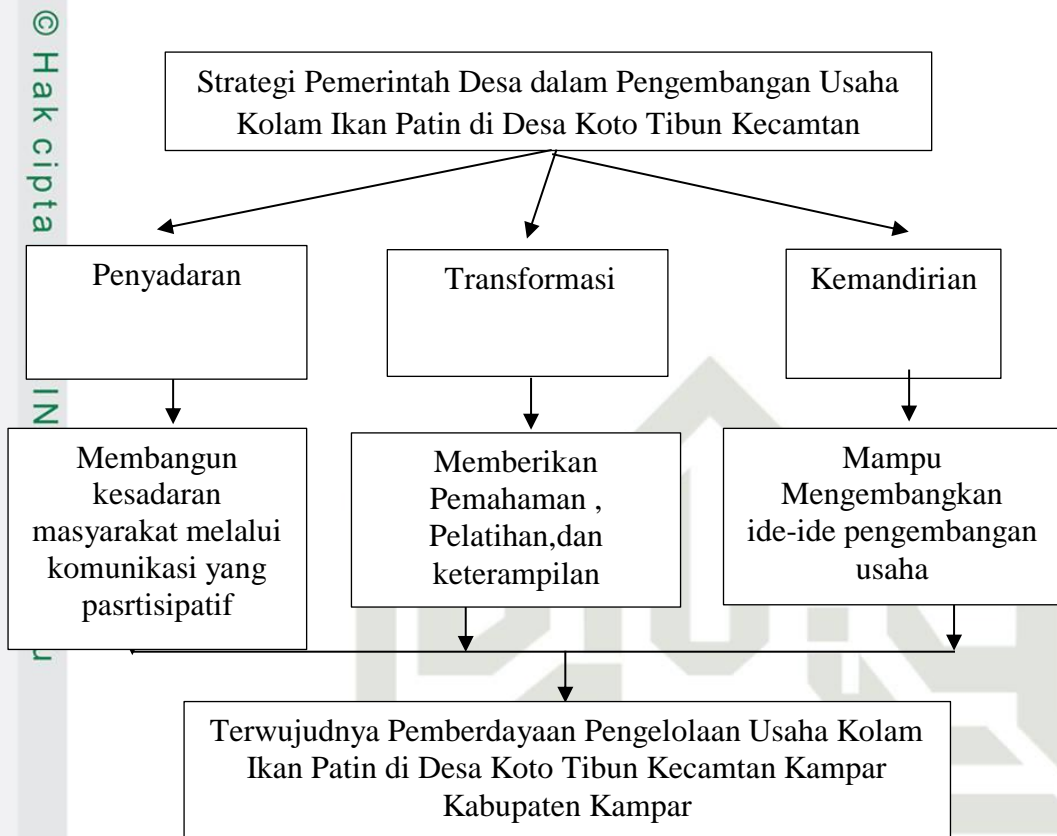 © Hak cipta
IN
u
Strategi Pemerintah Desa dalam Pengembangan Usaha
Kolam Ikan Patin di Desa Koto Tibun Kecamtan
Penyadaran
Transformasi
Kemandirian
Membangun
kesadaran
masyarakat melalui
komunikasi yang
pasrtisipatif
Memberikan
Pemahaman ,
Pelatihan,dan
keterampilan
Mampu
Mengembangkan
ide-ide pengembangan
usaha
Terwujudnya Pemberdayaan Pengelolaan Usaha Kolam
Ikan Patin di Desa Koto Tibun Kecamtan Kampar
Kabupaten Kampar